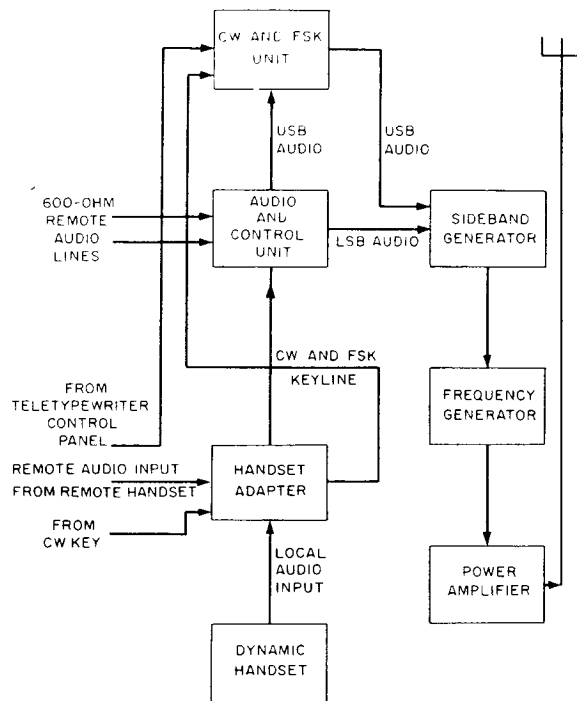 CW AND FSK
UNIT
USB
AUDIO
USB
AUDIO
600-OHM
REMOTE
AUDIO
LINES
AUDIO
AND
CONTROL
UNIT
LSB AUDIO
SIDEBAND
GENERATOR
CW AND FSK
KEYLINE
FROM
TELETYPEWRITER
CONTROL
PANEL
FREQUENCY
GENERATOR
REMOTE AUDIO INPUT
FROM REMOTE HANDSET
HANDSET
ADAPTER
FROM
CW KEY
LOCAL
AUDIO
INPUT
POWER
AMPLIFIER
DYNAMIC
HANDSET